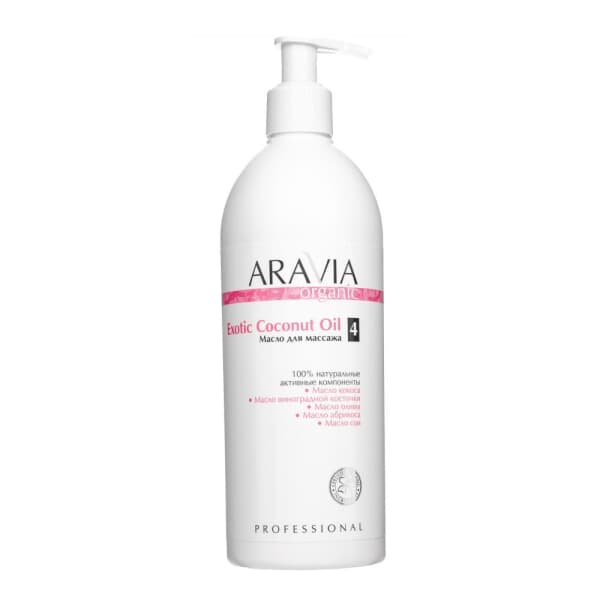 ARAVIA
organic
Exotic Coconut Oil 4
Масло для массажа
100% натуральные
активные компоненты
• Масло кокоса
• Масло виноградной косточки
• Масло оливы
• Масло абрикоса
• Масло сои
PROFESSIONAL